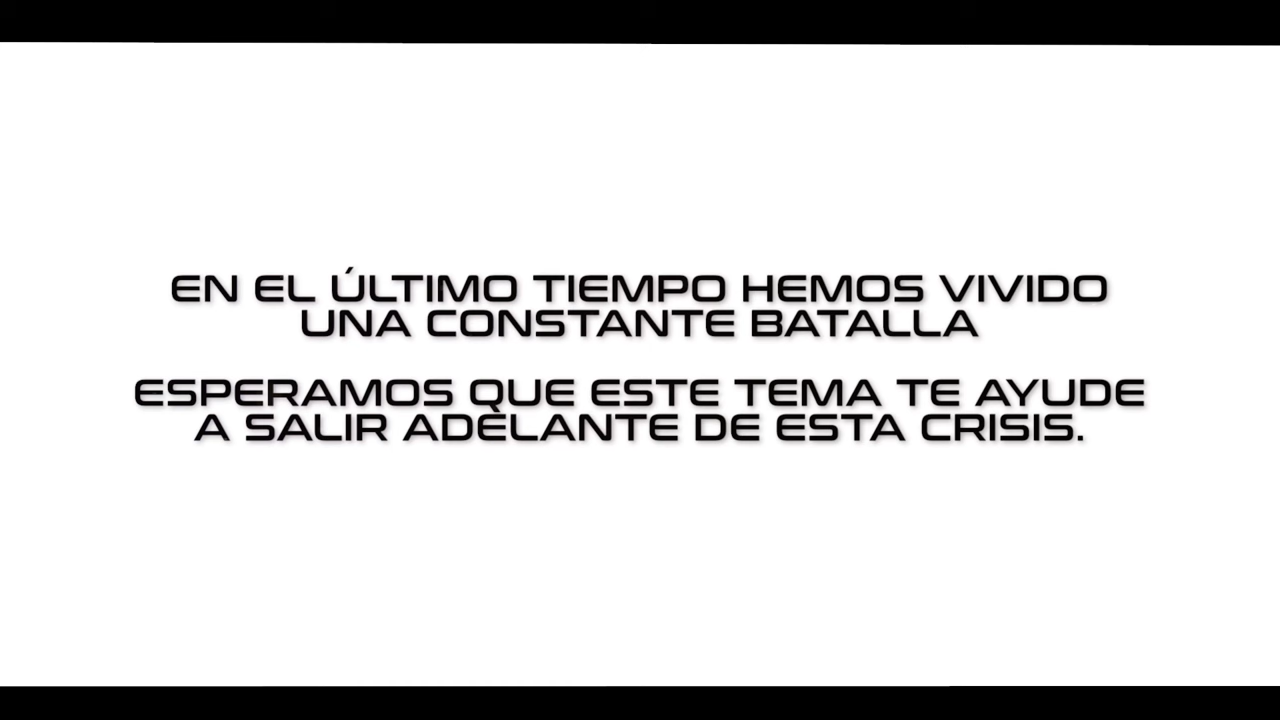 EN EL ÚLTIMO TIEMPO HEMOS VIVIDO
UNA CONSTANTE BATALLA
ESPERAMOS QUE ESTE TEMA TE AYUDE
A SALIR ADELANTE DE ESTA CRISIS.